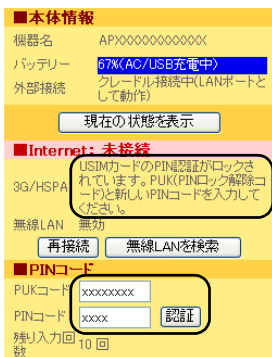 ■本体情報
機器名 APXXXXXXXXXXX
バッテリー 67%(AC/USB充電中)
外部接続 クレードル接続中(LANポートと
して動作)
現在の状態を表示
■Internet: 未接続
3G/HSPA USIMカードのPIN認証がロックさ
れています。PUK(PINロック解除コ
ード)と新しいPINコードを入力して
ください。
無線LAN 無効
再接続 無線LANを検索
■PINコード
PUKコード xxxxxxxx
PINコード xxxx 認証
残り入力回
数 10 回